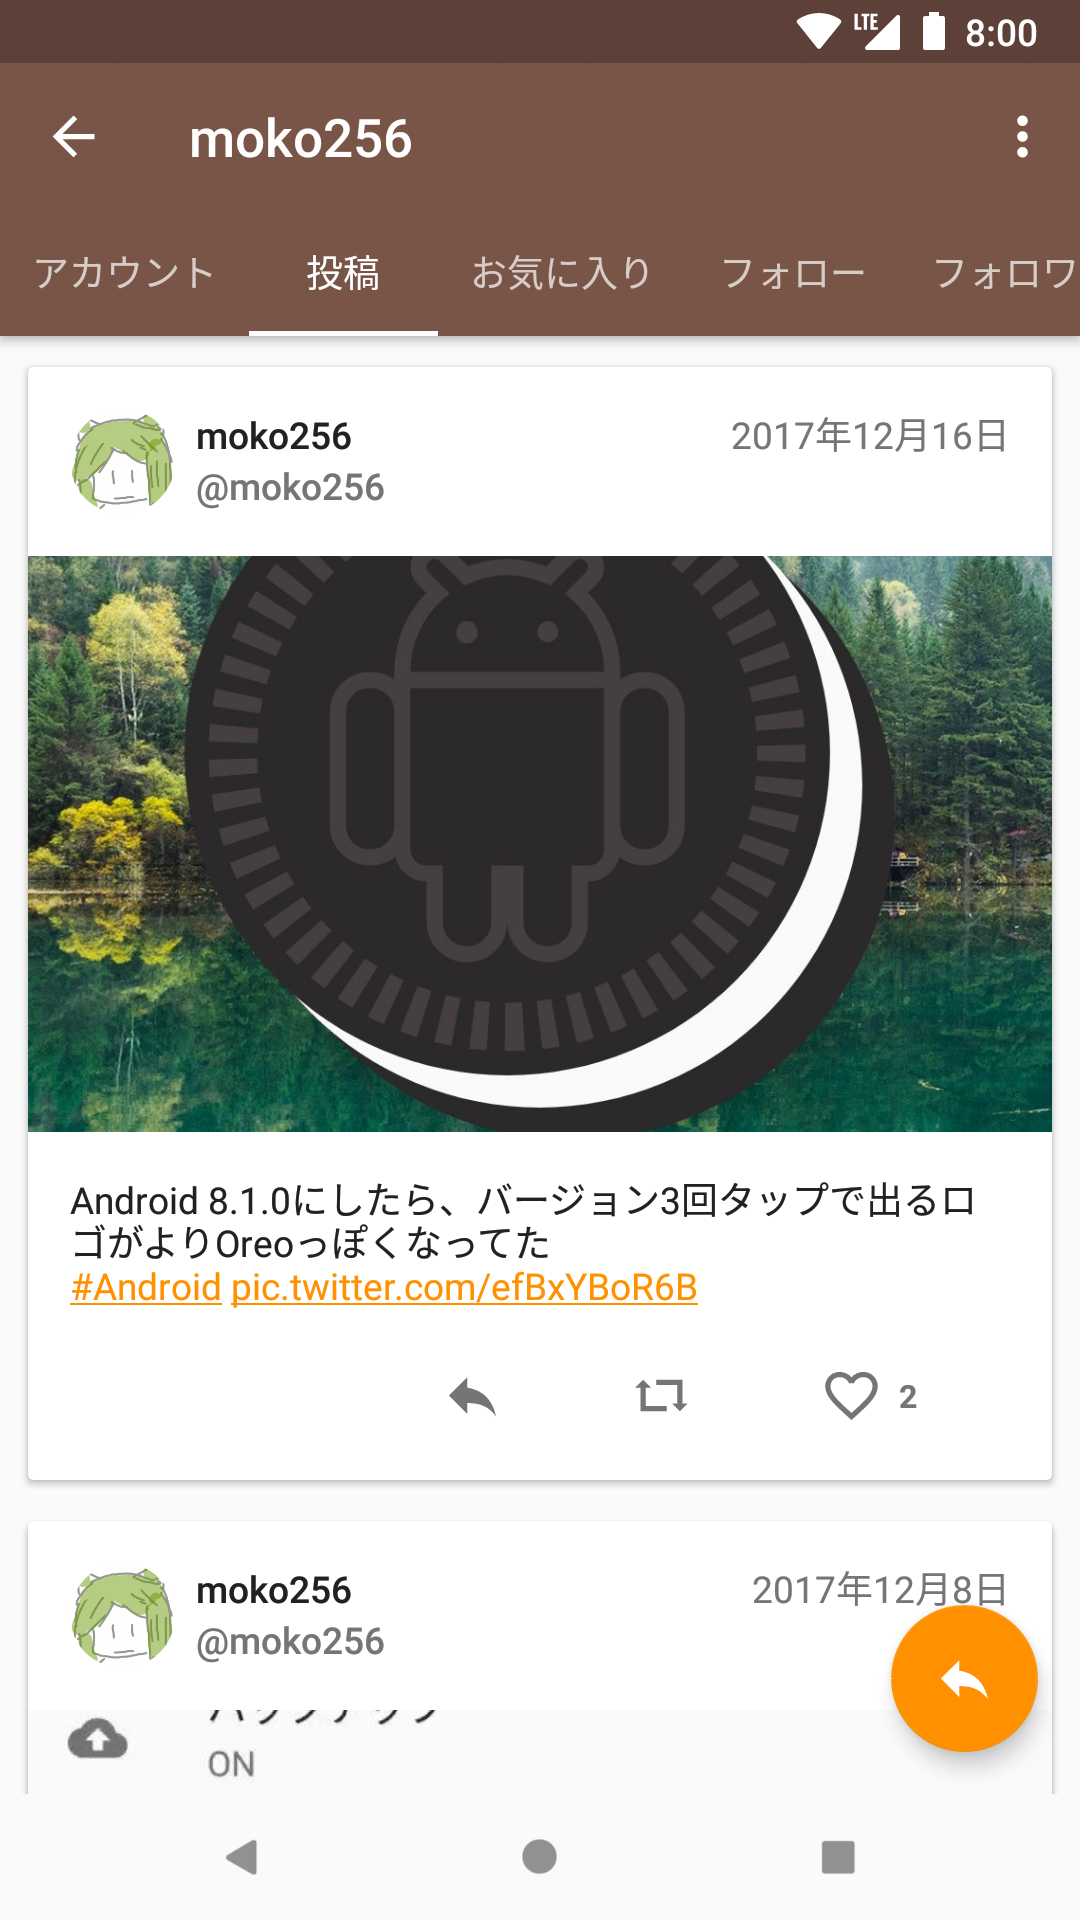 LTE 8:00
moko256
アカウント 投稿 お気に入り フォロー フォロワ
moko256 2017年12月16日
@moko256
Android 8.1.0にしたら、バージョン3回タップで出るロ
ゴがよりOreoっぽくなってた
#Android pic.twitter.com/efBxYBoR6B
2
moko256 2017年12月8日
@moko256
ON